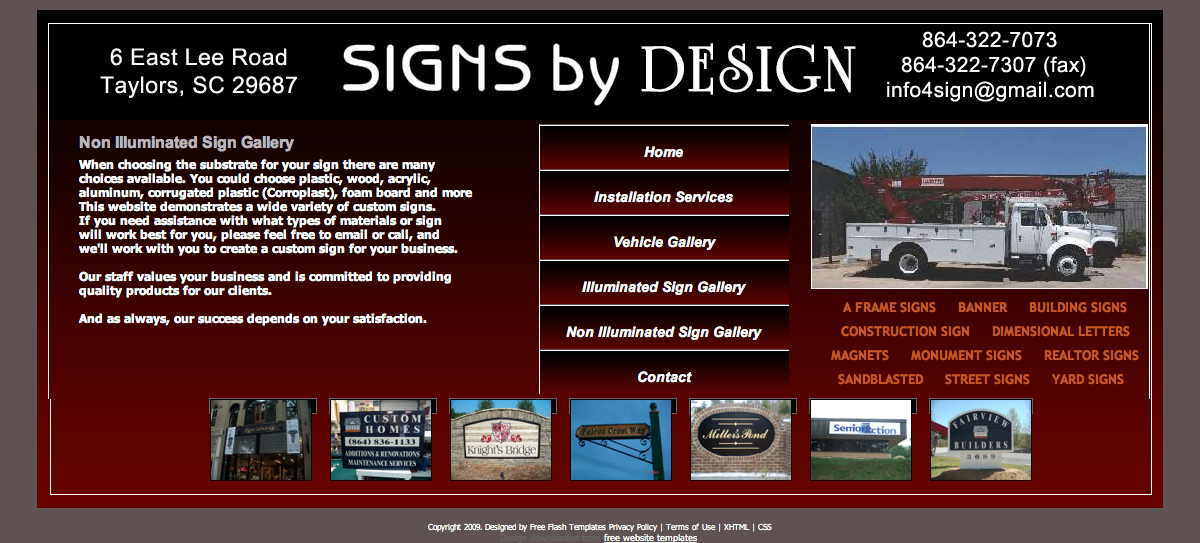 6 East Lee Road
Taylors, SC 29687
SIGNS by DESIGN
864-322-7073
864-322-7307 (fax)
info4sign@gmail.com
Non Illuminated Sign Gallery
When choosing the substrate for your sign there are many
choices available. You could choose plastic, wood, acrylic,
aluminum, corrugated plastic (Corroplast), foam board and more
This website demonstrates a wide variety of custom signs.
If you need assistance with what types of materials or sign
will work best for you, please feel free to email or call, and
we'll work with you to create a custom sign for your business.
Our staff values your business and is committed to providing
quality products for our clients.
And as always, our success depends on your satisfaction.
Home
Installation Services
Vehicle Gallery
Illuminated Sign Gallery
Non Illuminated Sign Gallery
Contact
A FRAME SIGNS BANNER BUILDING SIGNS
CONSTRUCTION SIGN DIMENSIONAL LETTERS
MAGNETS MONUMENT SIGNS REALTOR SIGNS
SANDBLASTED STREET SIGNS YARD SIGNS
CUSTOM
HOMES
(864) 836-1133
ADDITIONS & RENOVATIONS
MAINTENANCE SERVICES
Knight's Bridge
Crest Way
Miller's Pond
SeniorAction
FAIRVIEW
BUILDERS
3689
Copyright 2009. Designed by Free Flash Templates Privacy Policy | Terms of Use | XHTML | CSS
Design downloaded from free website templates